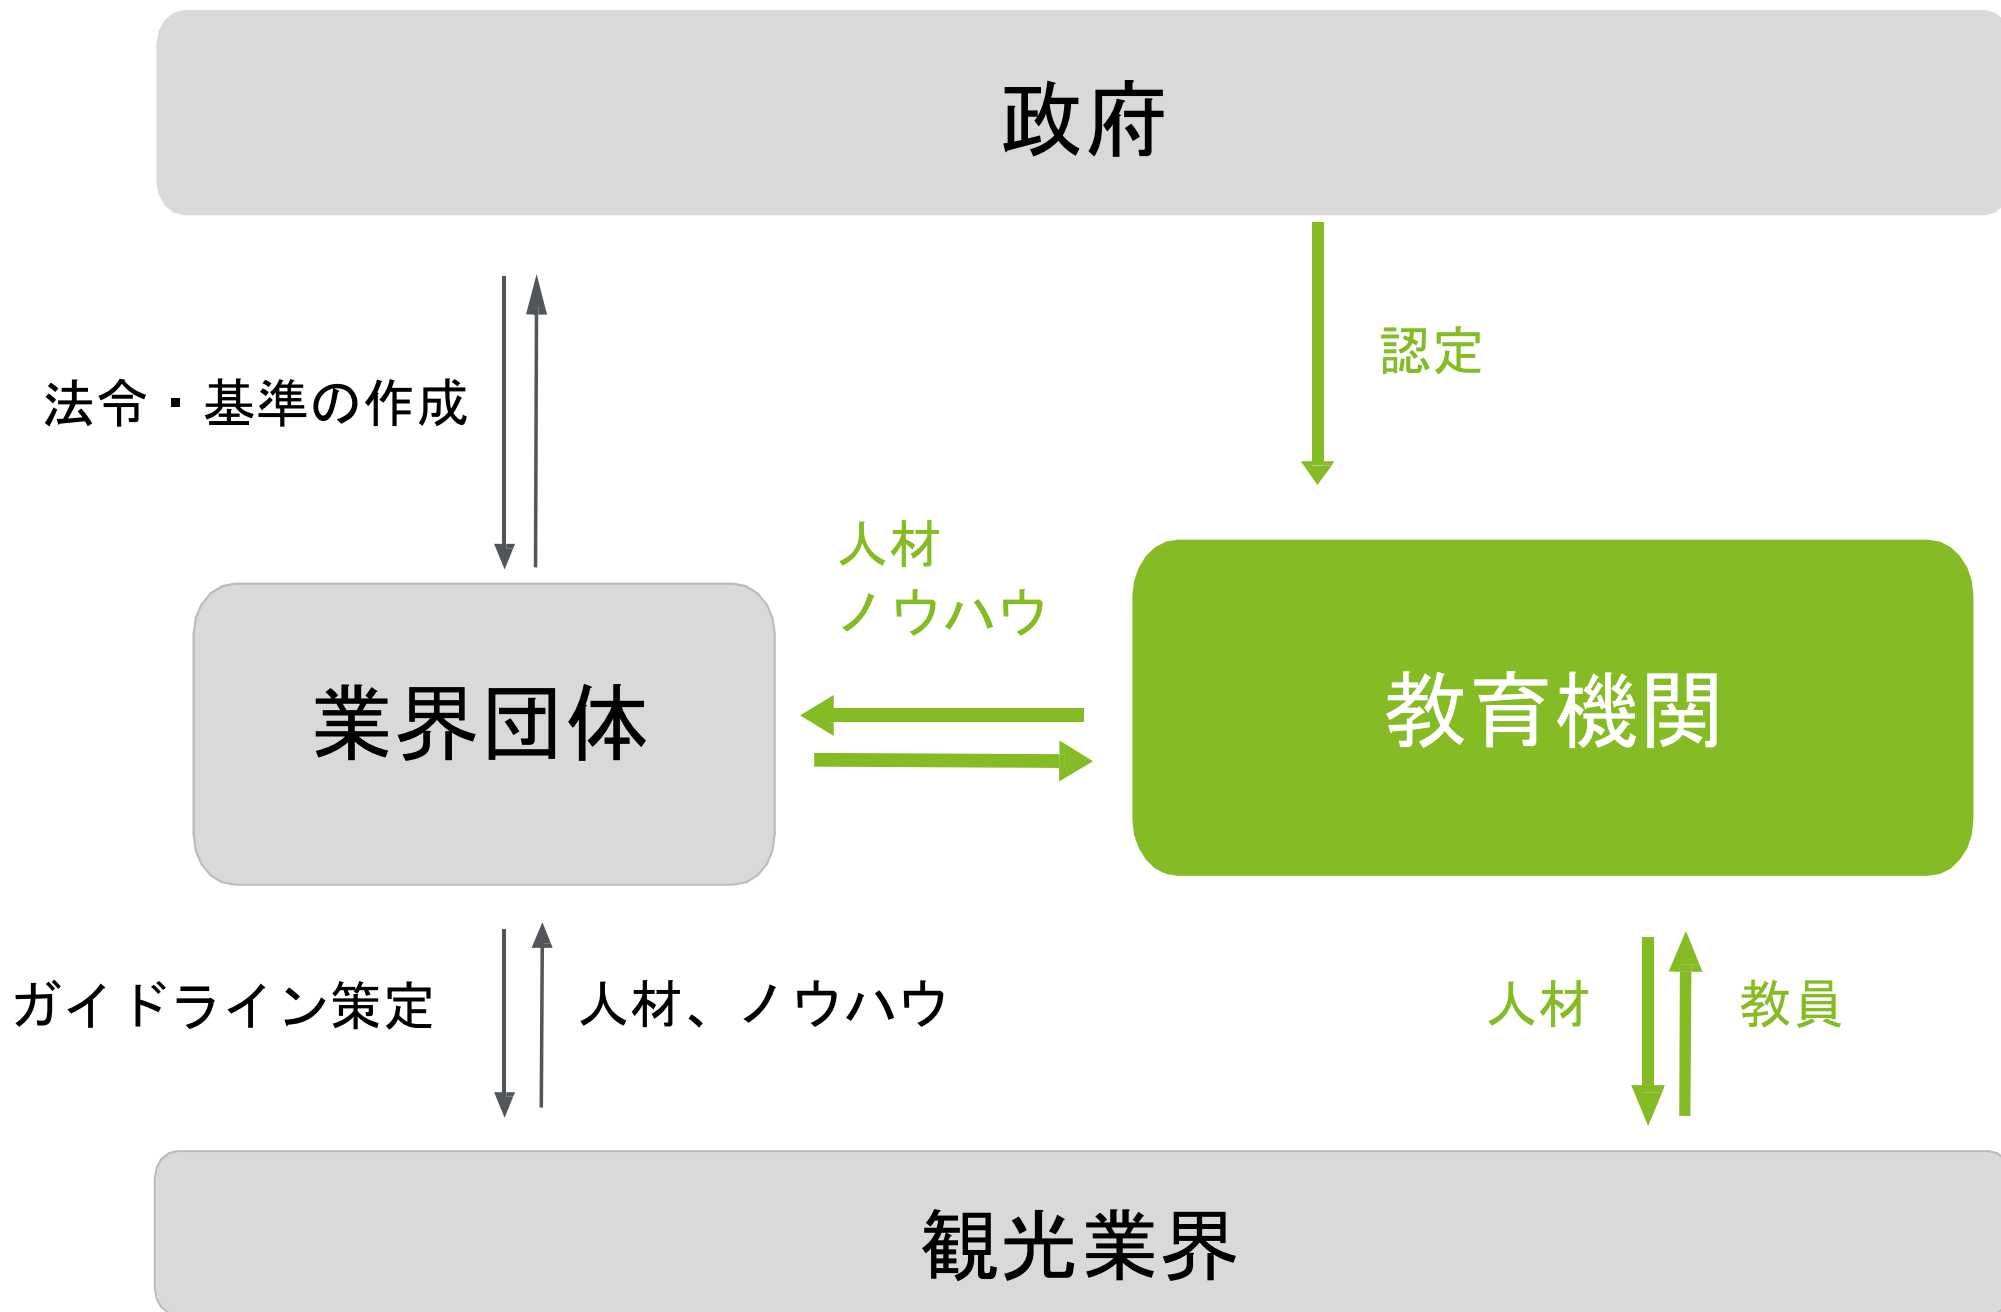 政府
認定
法令・基準の作成
人材
ノウハウ
業界団体
教育機関
ガイドライン策定
人材、ノウハウ
人材
教員
観光業界